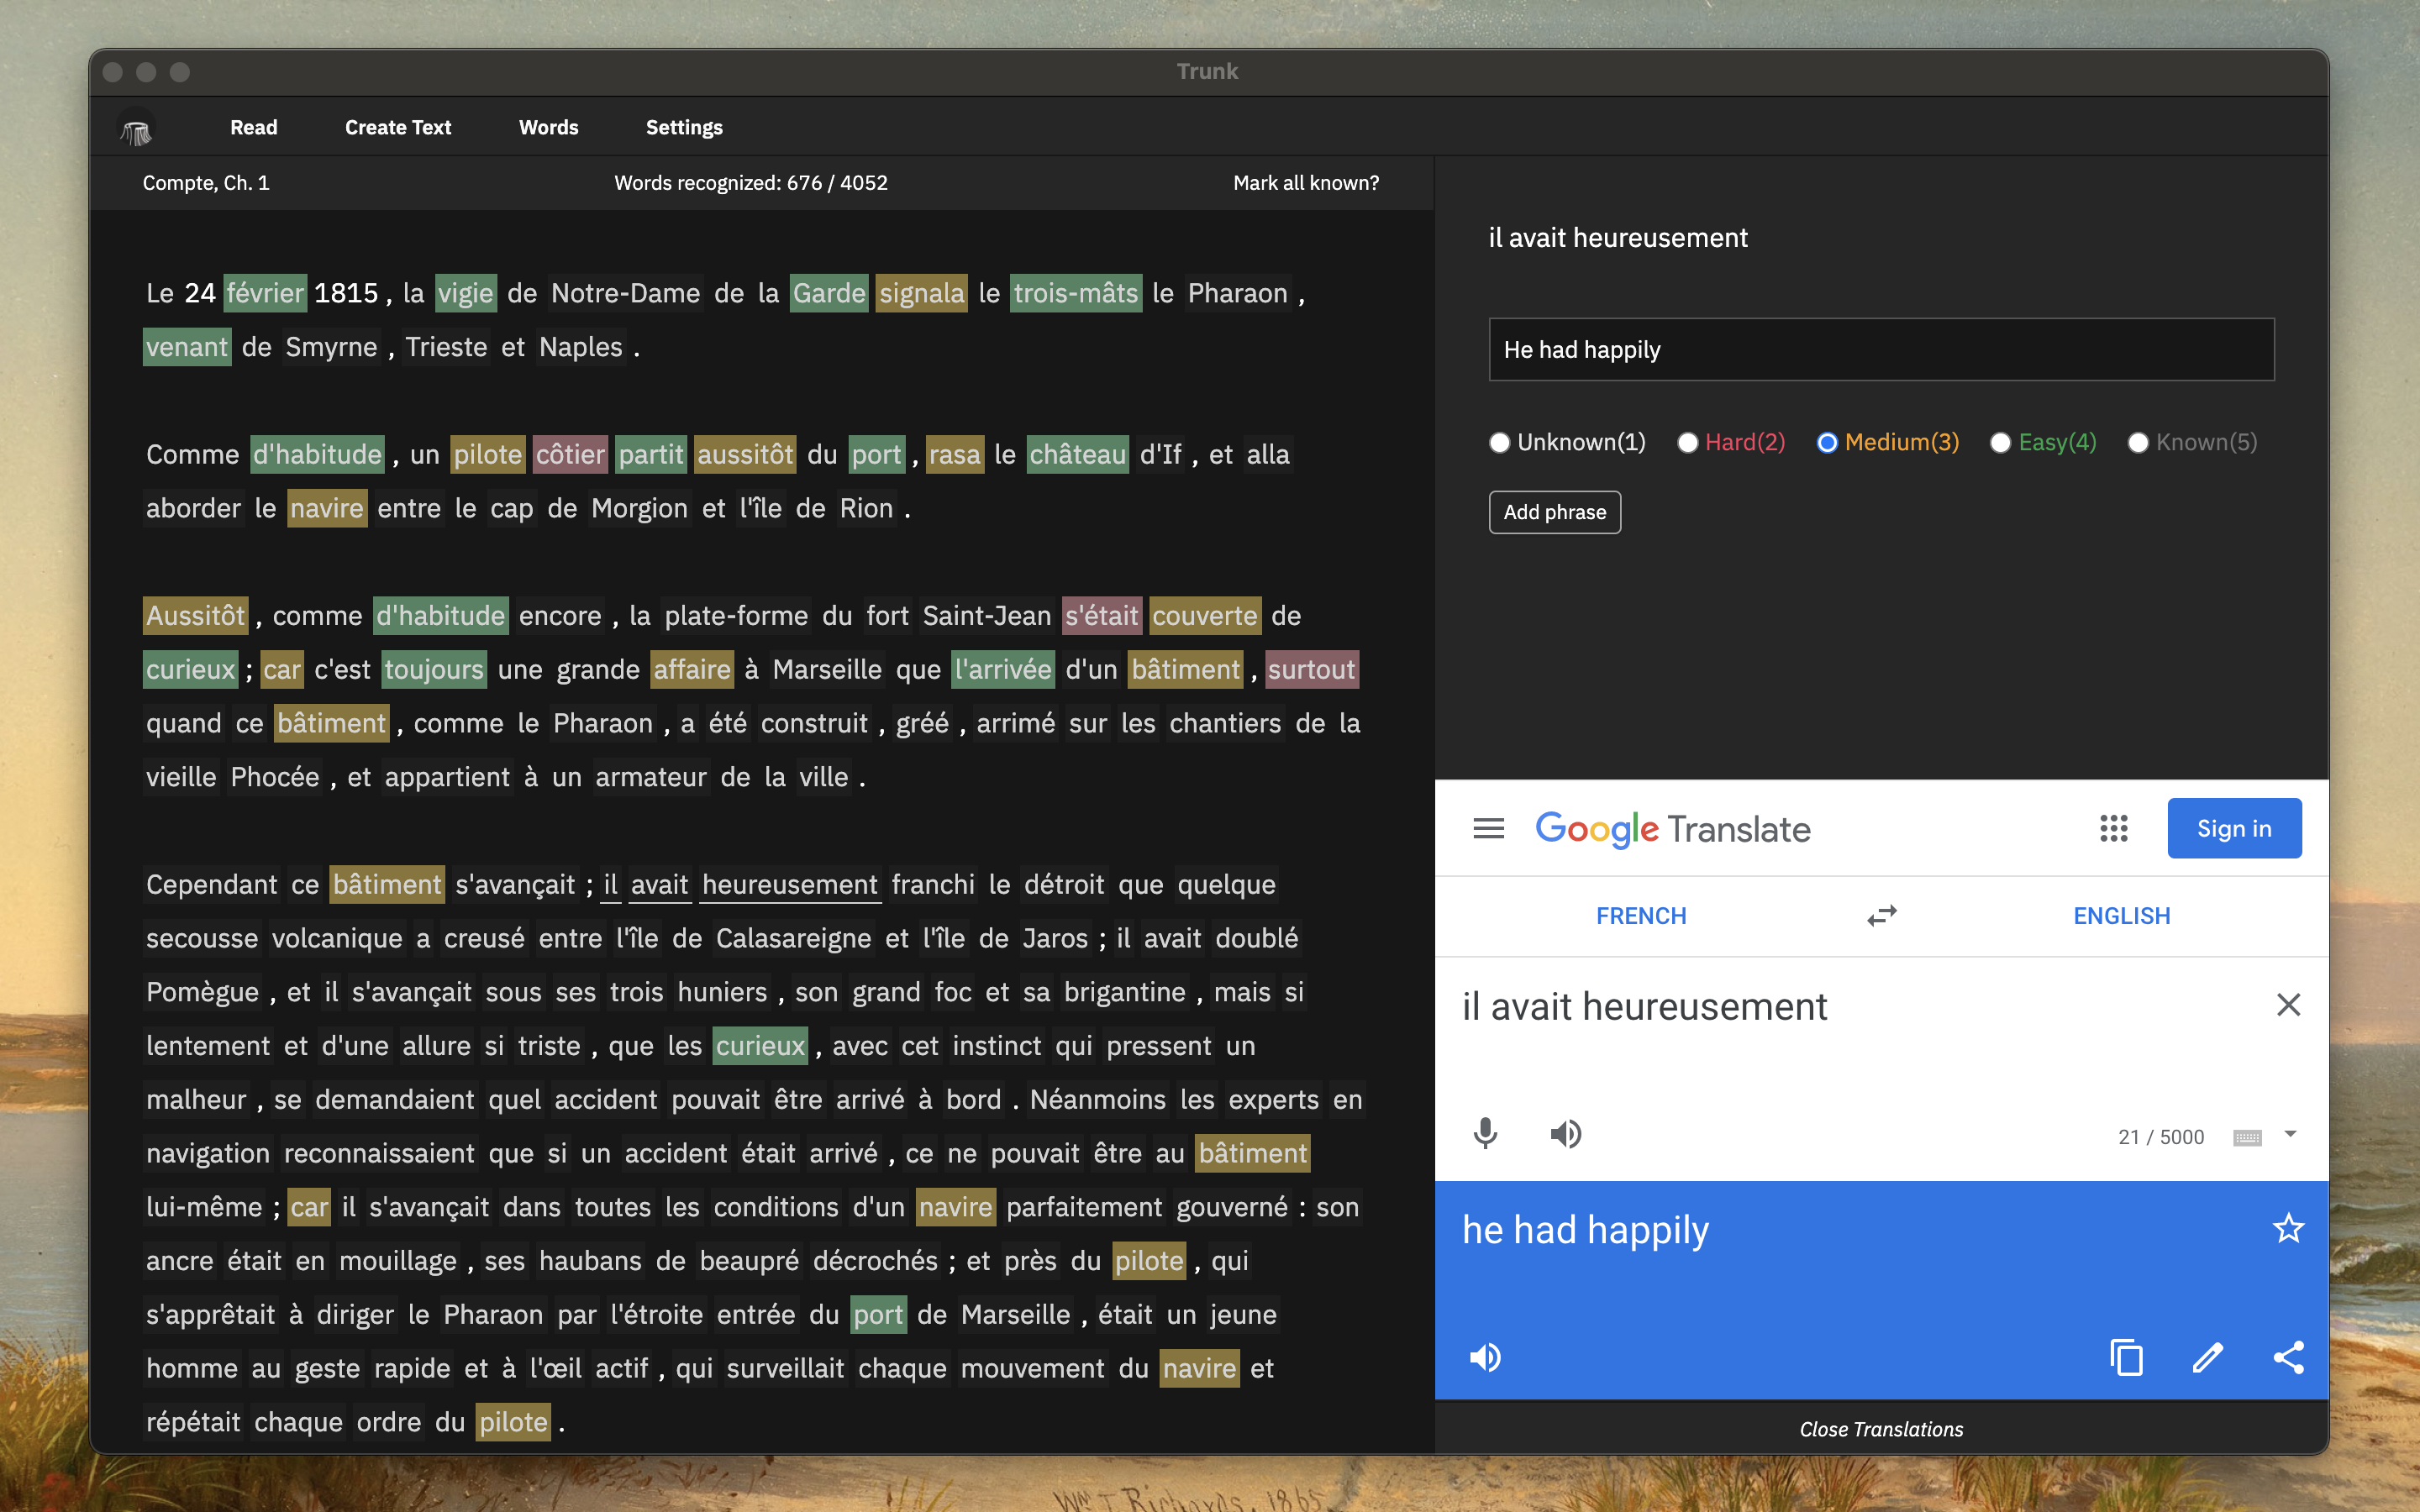 Trunk
Read Create Text Words Settings
Compte, Ch. 1 Words recognized: 676 / 4052 Mark all known?
Le 24 février 1815 , la vigie de Notre-Dame de la Garde signala le trois-mâts le Pharaon ,
venant de Smyrne , Trieste et Naples .
Comme d'habitude , un pilote côtier partit aussitôt du port , rasa le château d'If , et alla
aborder le navire entre le cap de Morgion et l'île de Rion .
Aussitôt , comme d'habitude encore , la plate-forme du fort Saint-Jean s'était couverte de
curieux ; car c'est toujours une grande affaire à Marseille que l'arrivée d'un bâtiment , surtout
quand ce bâtiment , comme le Pharaon , a été construit , gréé , arrimé sur les chantiers de la
vieille Phocée , et appartient à un armateur de la ville .
Cependant ce bâtiment s'avançait ; il avait heureusement franchi le détroit que quelque
secousse volcanique a creusé entre l'île de Calasareigne et l'île de Jaros ; il avait doublé
Pomègue , et il s'avançait sous ses trois huniers , son grand foc et sa brigantine , mais si
lentement et d'une allure si triste , que les curieux , avec cet instinct qui pressent un
malheur , se demandaient quel accident pouvait être arrivé à bord . Néanmoins les experts en
navigation reconnaissaient que si un accident était arrivé , ce ne pouvait être au bâtiment
lui-même ; car il s'avançait dans toutes les conditions d'un navire parfaitement gouverné : son
ancre était en mouillage , ses haubans de beaupré décrochés ; et près du pilote , qui
s'apprêtait à diriger le Pharaon par l'étroite entrée du port de Marseille , était un jeune
homme au geste rapide et à l'œil actif , qui surveillait chaque mouvement du navire et
répétait chaque ordre du pilote .
il avait heureusement
He had happily
Unknown(1) Hard(2) Medium(3) Easy(4) Known(5)
Add phrase
Google Translate Sign in
FRENCH ENGLISH
il avait heureusement
21 / 5000
he had happily
Close Translations
Wm T. Richards. 1865